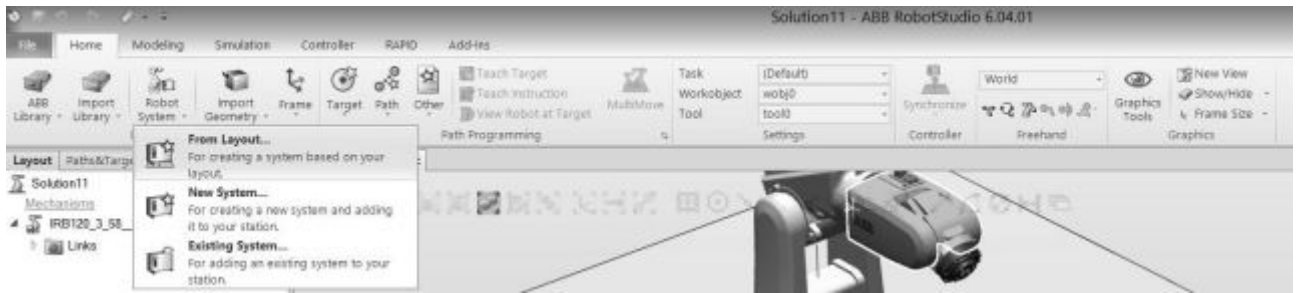 Solution11 - ABB RobotStudio 6.04.01
File Home Modeling Simulation Controller RAPID Add-Ins
ABB Library
Import Library
Robot System
Import Geometry
Frame
Target
Path
Other
Teach Target
Teach Instruction
View Robot at Target
MultiMove
Path Programming
Task (Default)
Workobject wobj0
Tool tool0
Settings
Synchronize
Controller
World
Freehand
Graphics Tools
New View
Show/Hide
Frame Size
Graphics
From Layout...
For creating a system based on your
layout.
New System...
For creating a new system and adding
it to your station.
Existing System...
For adding an existing system to your
station.
Layout Paths&Targe
Solution11
Mechanisms
IRB120_3_58_
Links
ABB